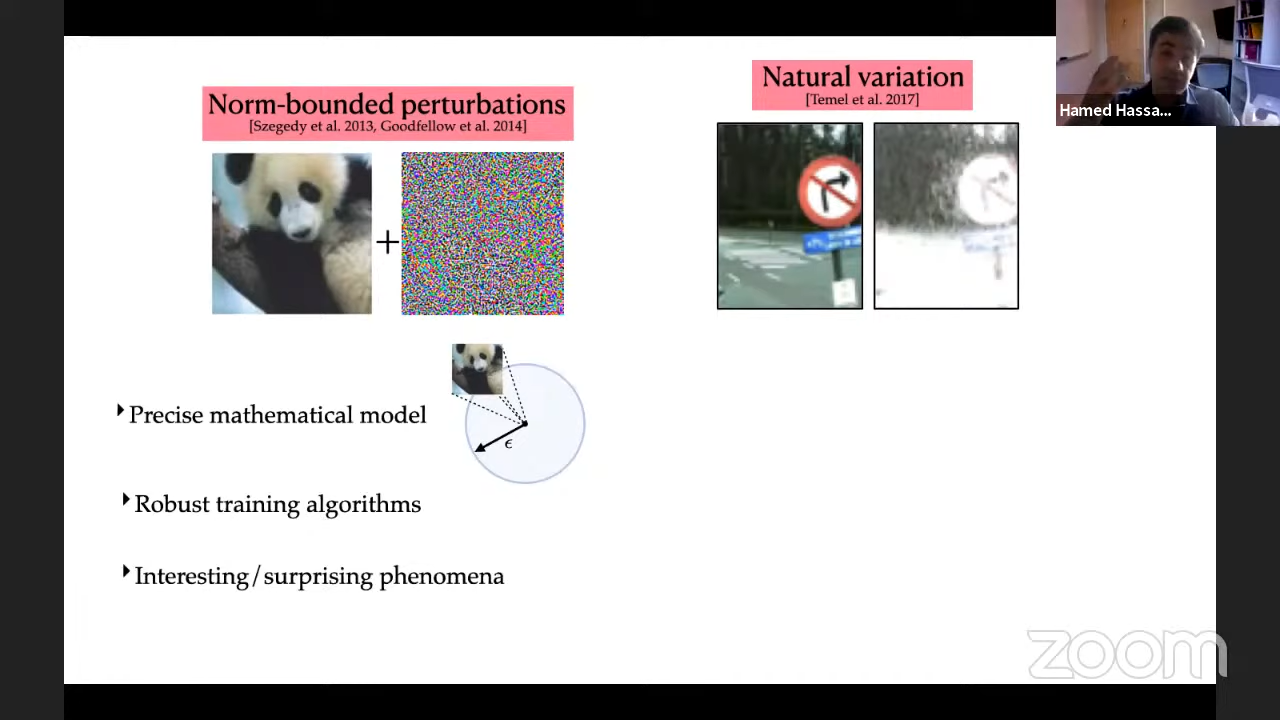 Norm-bounded perturbations
[Szegedy et al. 2013, Goodfellow et al. 2014]
+
Natural variation
[Temel et al. 2017]
Hamed Hassa...
Precise mathematical model
ϵ
Robust training algorithms
Interesting/surprising phenomena
zoom